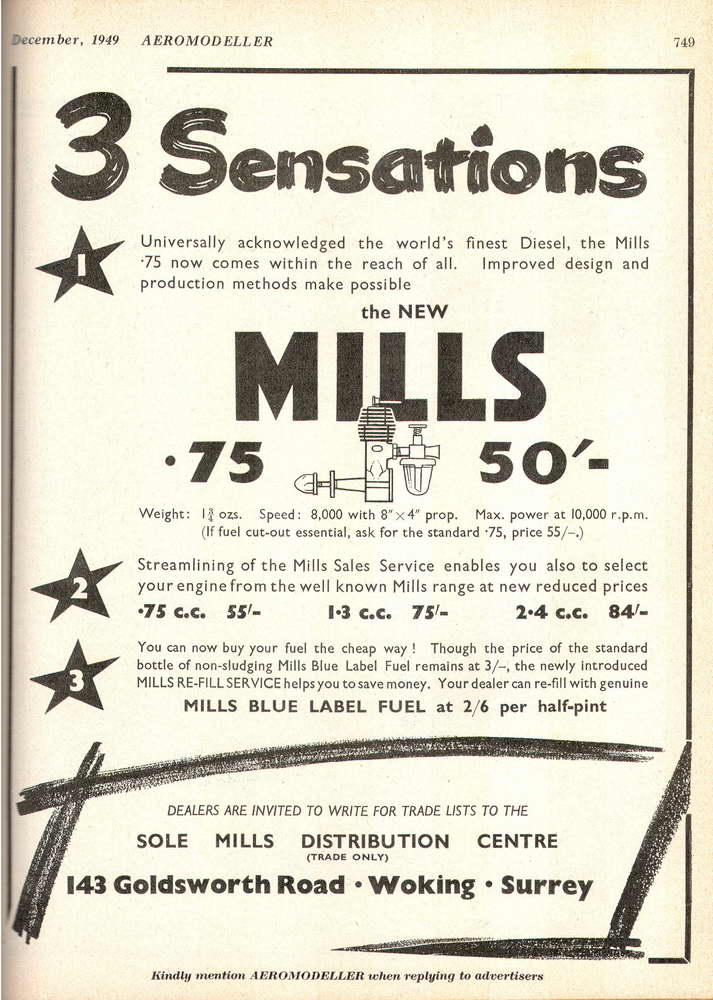 December, 1949 AEROMODELLER 749
3 Sensations
1
Universally acknowledged the world's finest Diesel, the Mills
·75 now comes within the reach of all. Improved design and
production methods make possible
the NEW
MILLS
·75 50'-
Weight: 1¾ ozs. Speed: 8,000 with 8"×4" prop. Max. power at 10,000 r.p.m.
(If fuel cut-out essential, ask for the standard ·75, price 55/–.)
2
Streamlining of the Mills Sales Service enables you also to select
your engine from the well known Mills range at new reduced prices
·75 c.c. 55/- 1·3 c.c. 75/- 2·4 c.c. 84/-
3
You can now buy your fuel the cheap way! Though the price of the standard
bottle of non-sludging Mills Blue Label Fuel remains at 3/–, the newly introduced
MILLS RE-FILL SERVICE helps you to save money. Your dealer can re-fill with genuine
MILLS BLUE LABEL FUEL at 2/6 per half-pint
DEALERS ARE INVITED TO WRITE FOR TRADE LISTS TO THE
SOLE MILLS DISTRIBUTION CENTRE
(TRADE ONLY)
143 Goldsworth Road · Woking · Surrey
Kindly mention AEROMODELLER when replying to advertisers